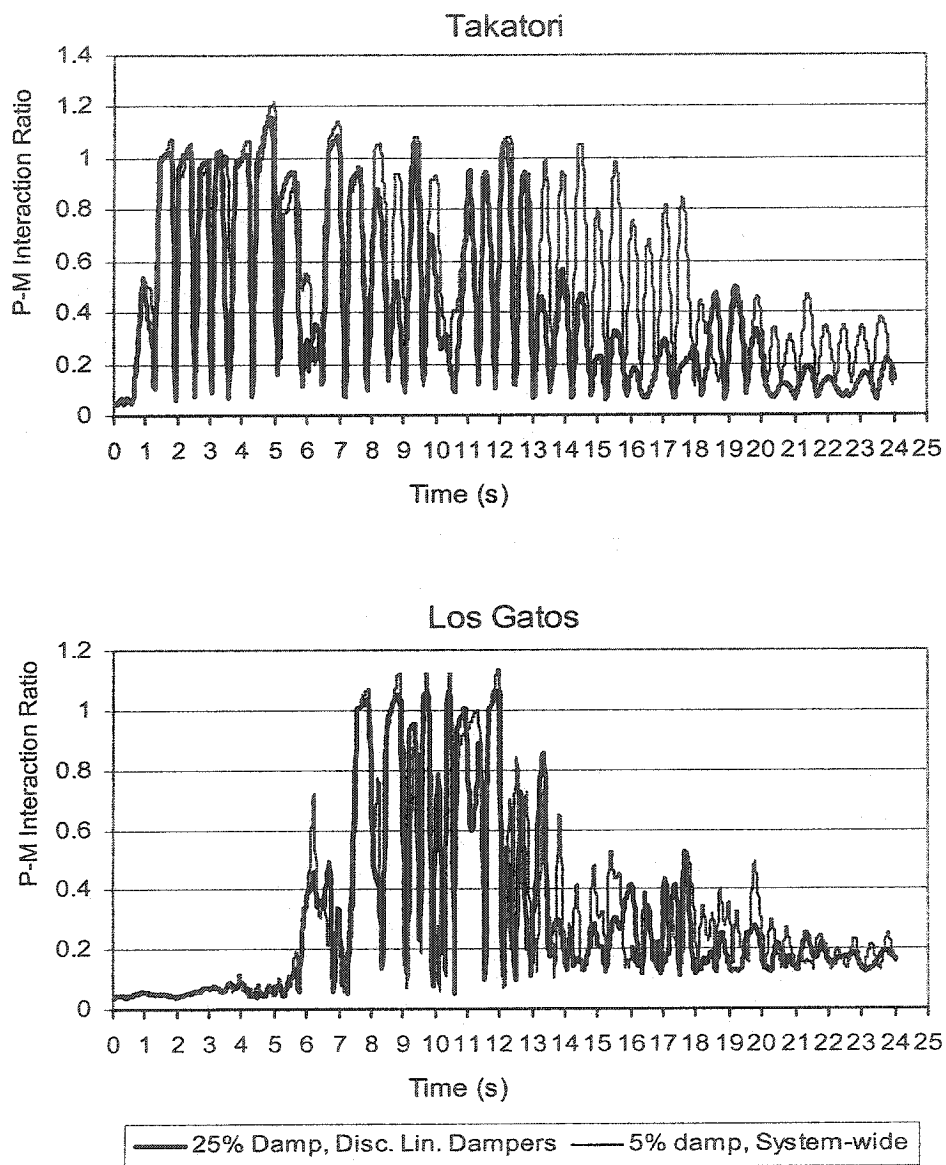 Takatori
P-M Interaction Ratio
1.4
1.2
1
0.8
0.6
0.4
0.2
0
0 1 2 3 4 5 6 7 8 9 10 11 12 13 14 15 16 17 18 19 20 21 22 23 24 25
Time (s)
Los Gatos
P-M Interaction Ratio
1.2
1
0.8
0.6
0.4
0.2
0
0 1 2 3 4 5 6 7 8 9 10 11 12 13 14 15 16 17 18 19 20 21 22 23 24 25
Time (s)
25% Damp, Disc. Lin. Dampers 5% damp, System-wide